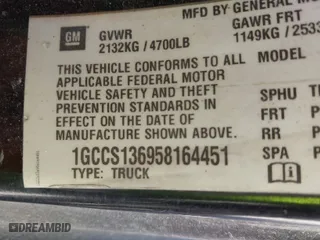 MFD BY GENERAL
GM
GVWR
GAWR FRT
2132KG / 4700LB
1149KG / 2533
THIS VEHICLE CONFORMS TO ALL
MODEL
APPLICABLE FEDERAL MOTOR
VEHICLE SAFETY AND THEFT
SPHU T
PREVENTION STANDARDS IN
FRT P
EFFECT ON THE DATE OF
MANUFACTURE SHOWN ABOVE.
RR P
1GCCS136958164451
SPA P
TYPE: TRUCK
DREAMBID